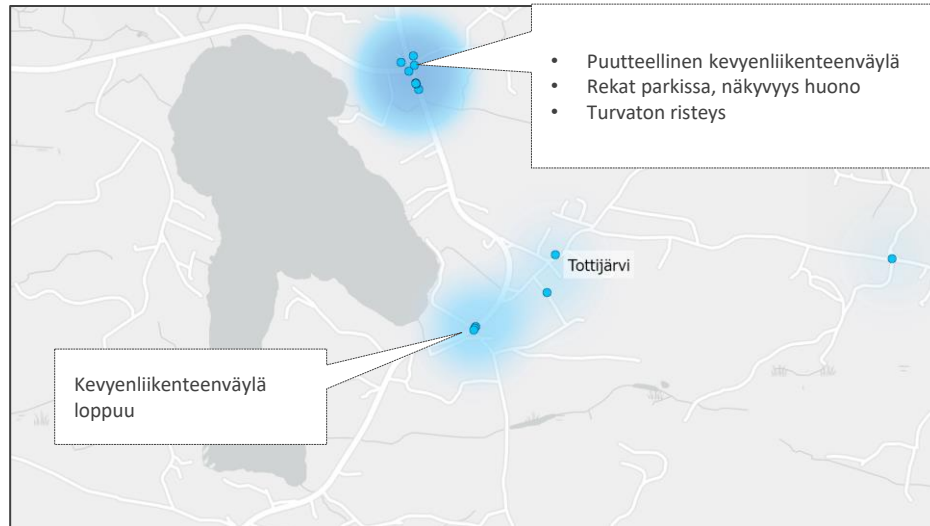 • Puutteellinen kevyenliikenteenväylä
• Rekat parkissa, näkyvyys huono
• Turvaton risteys
Tottijärvi
Kevyenliikenteenväylä
loppuu